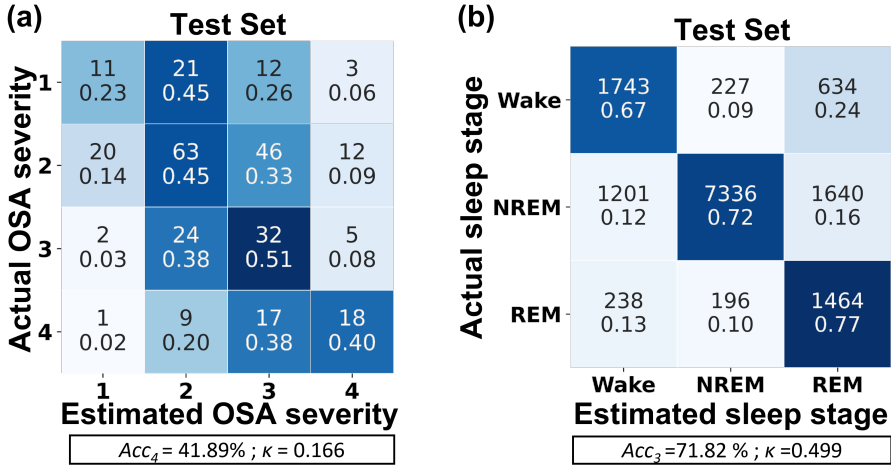 (a)
Test Set
Actual OSA severity
1
11 21 12 3
0.23 0.45 0.26 0.06
2
20 63 46 12
0.14 0.45 0.33 0.09
3
2 24 32 5
0.03 0.38 0.51 0.08
4
1 9 17 18
0.02 0.20 0.38 0.40
1 2 3 4
Estimated OSA severity
Acc4 = 41.89% ; κ = 0.166
(b)
Test Set
Actual sleep stage
Wake
1743 227 634
0.67 0.09 0.24
NREM
1201 7336 1640
0.12 0.72 0.16
REM
238 196 1464
0.13 0.10 0.77
Wake NREM REM
Estimated sleep stage
Acc3 =71.82 % ; κ =0.499